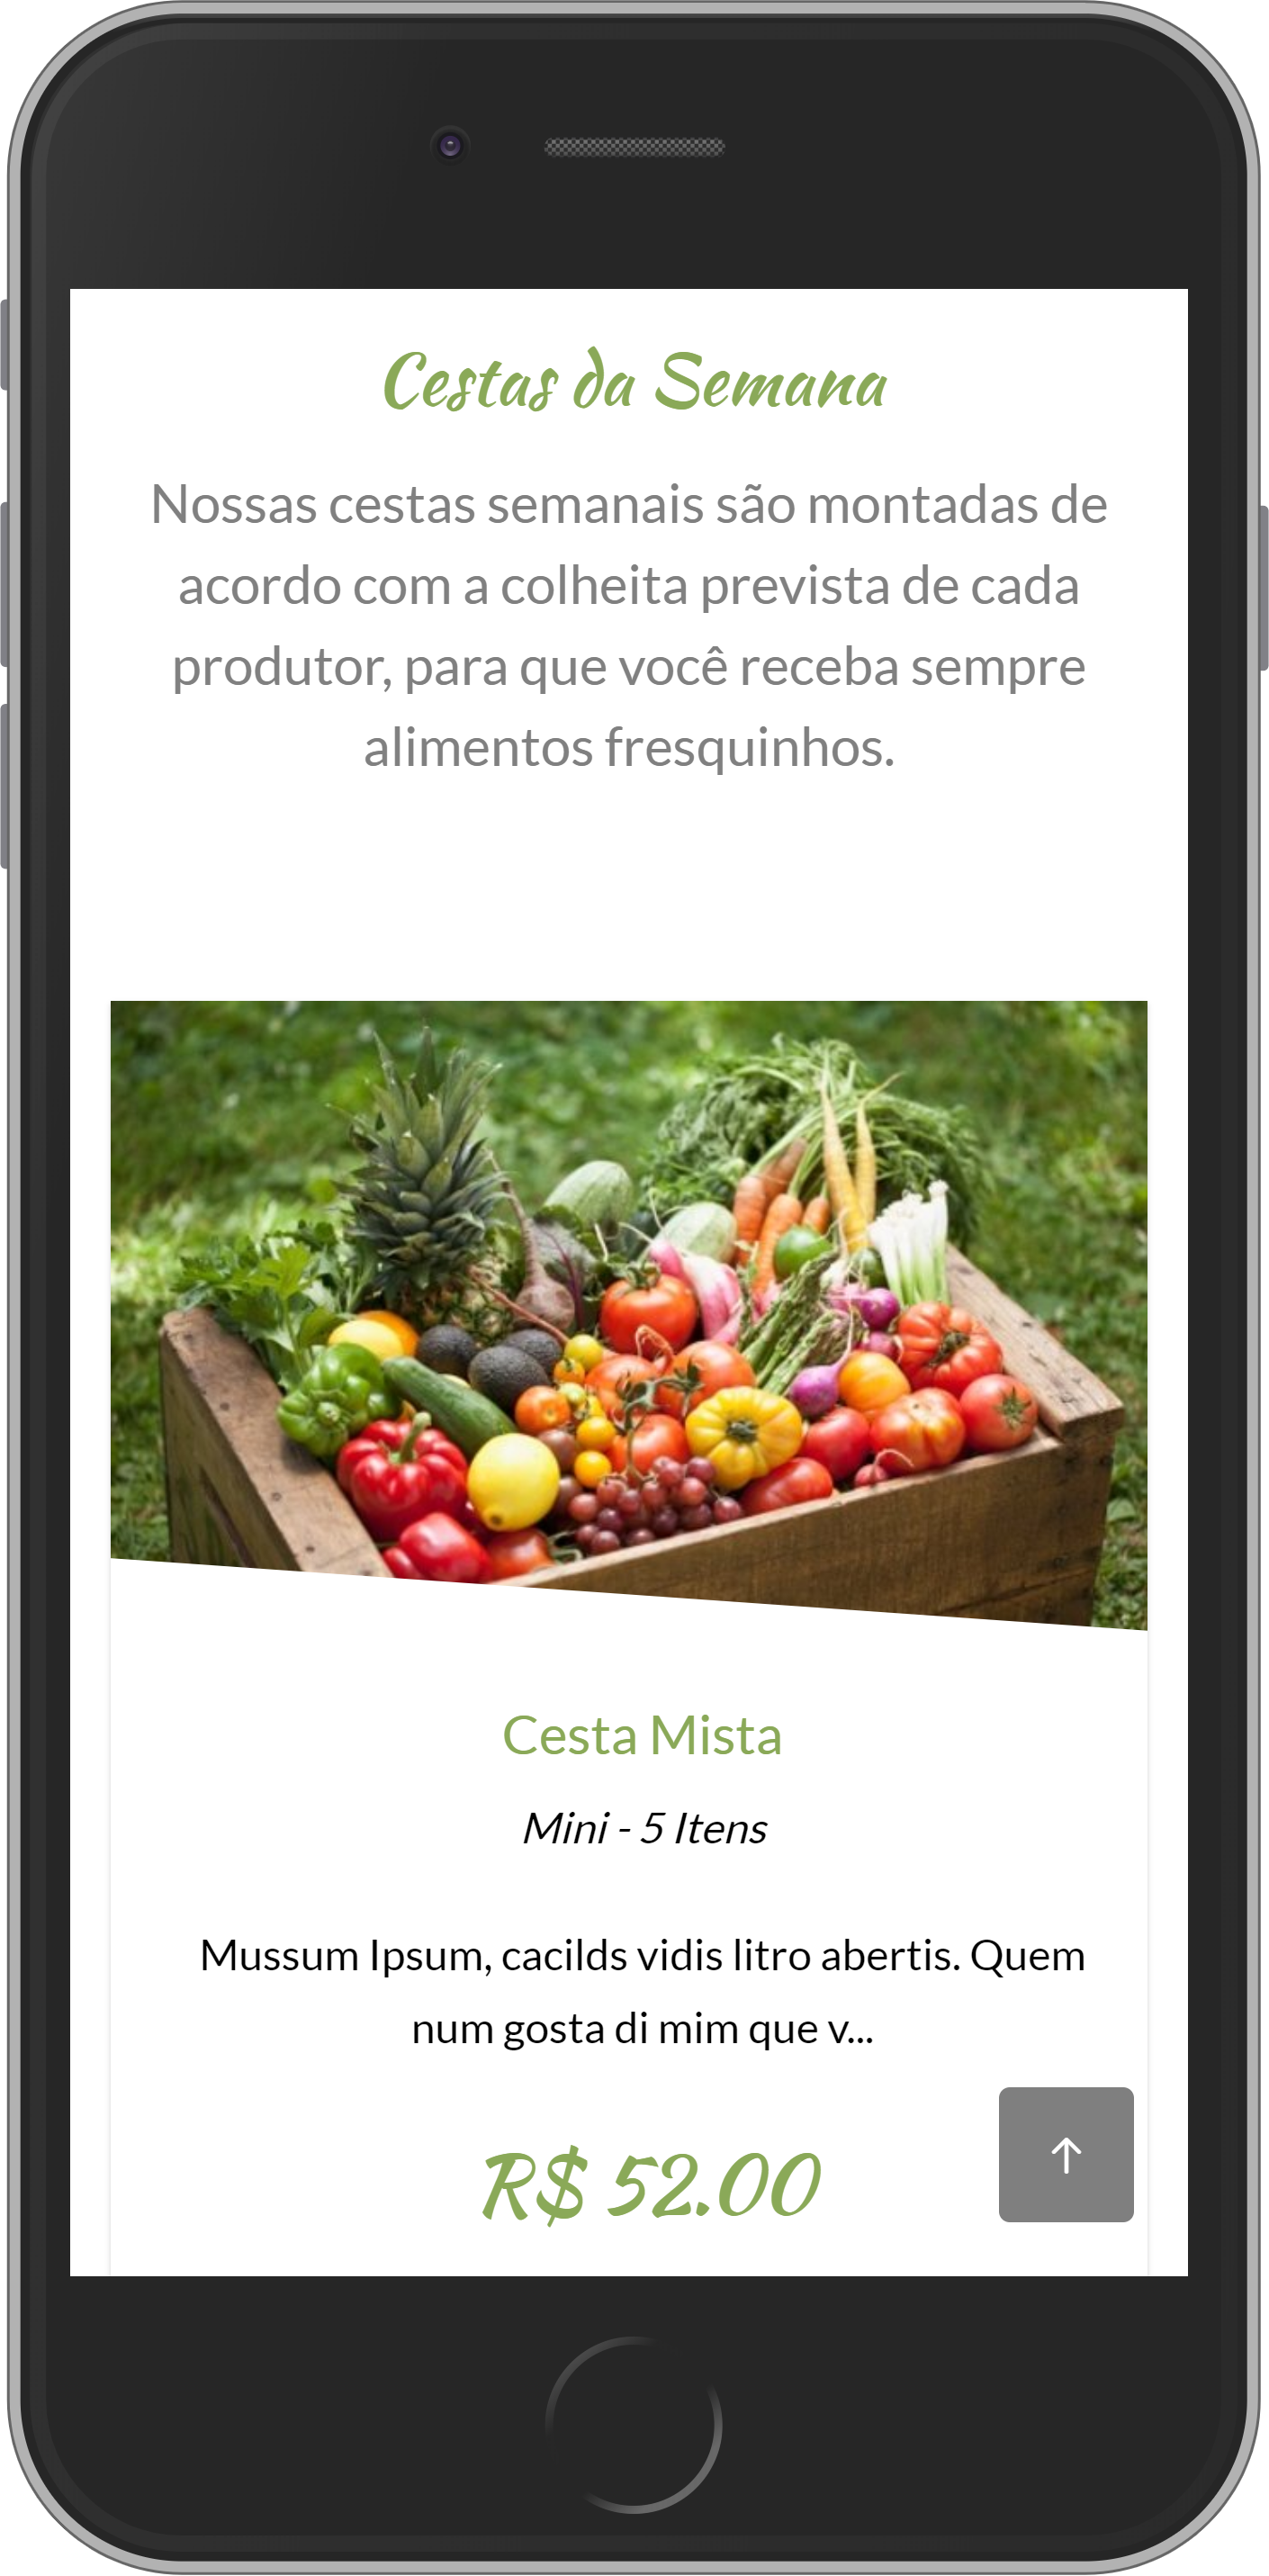 Cestas da Semana
Nossas cestas semanais são montadas de
acordo com a colheita prevista de cada
produtor, para que você receba sempre
alimentos fresquinhos.
Cesta Mista
Mini - 5 Itens
Mussum Ipsum, cacilds vidis litro abertis. Quem
num gosta di mim que v...
R$ 52.00